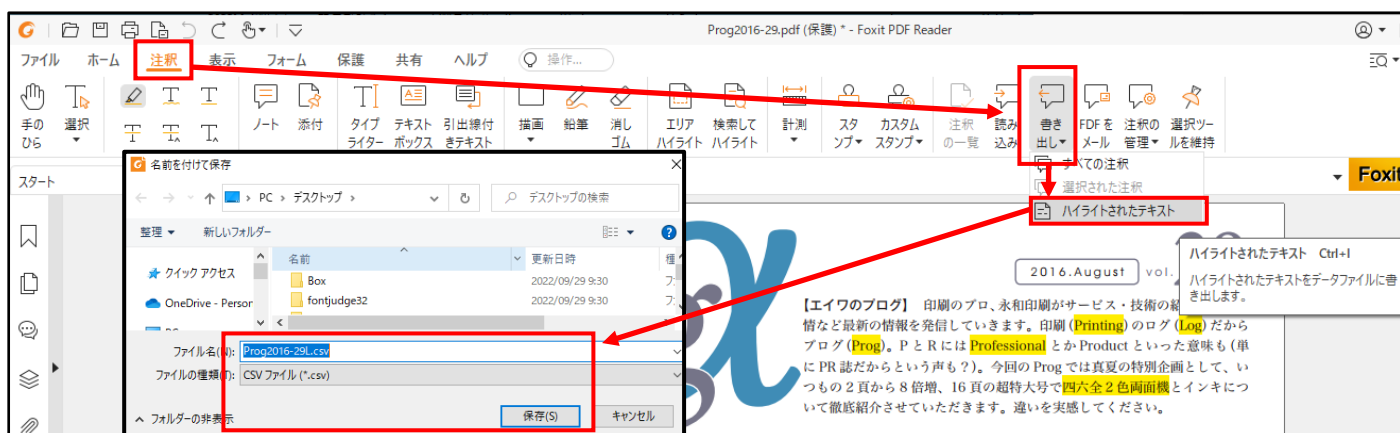 Prog2016-29.pdf (保護) * - Foxit PDF Reader
ファイル ホーム 注釈 表示 フォーム 保護 共有 ヘルプ 操作...
手のひら
選択
ノート
添付
タイプライター
テキストボックス
引出線付きテキスト
描画
鉛筆
消しゴム
エリアハイライト
検索してハイライト
計測
スタンプ
カスタムスタンプ
注釈の一覧
読み込み
書き出し
FDFをメール
注釈の管理
選択ツールを維持
すべての注釈
選択された注釈
ハイライトされたテキスト
スタート
Foxit
ハイライトされたテキスト Ctrl+I
ハイライトされたテキストをデータファイルに書
き出します。
名前を付けて保存
PC › デスクトップ ›
デスクトップの検索
整理 新しいフォルダー
名前 更新日時
クイック アクセス
Box 2022/09/29 9:30
OneDrive - Person
fontjudge32 2022/09/29 9:30
ファイル名(N): Prog2016-29L.csv
ファイルの種類(T): CSV ファイル (*.csv)
フォルダーの非表示
保存(S) キャンセル
2016.August vol.
【エイワのプログ】 印刷のプロ、永和印刷がサービス・技術の紹
情など最新の情報を発信していきます。印刷 (Printing) のログ (Log) だから
プログ (Prog)。P と R には Professional とか Product といった意味も (単
に PR 誌だからという声も？)。今回の Prog では真夏の特別企画として、い
つもの 2 頁から 8 倍増、16 頁の超特大号で四六全 2 色両面機とインキにつ
いて徹底紹介させていただきます。違いを実感してください。